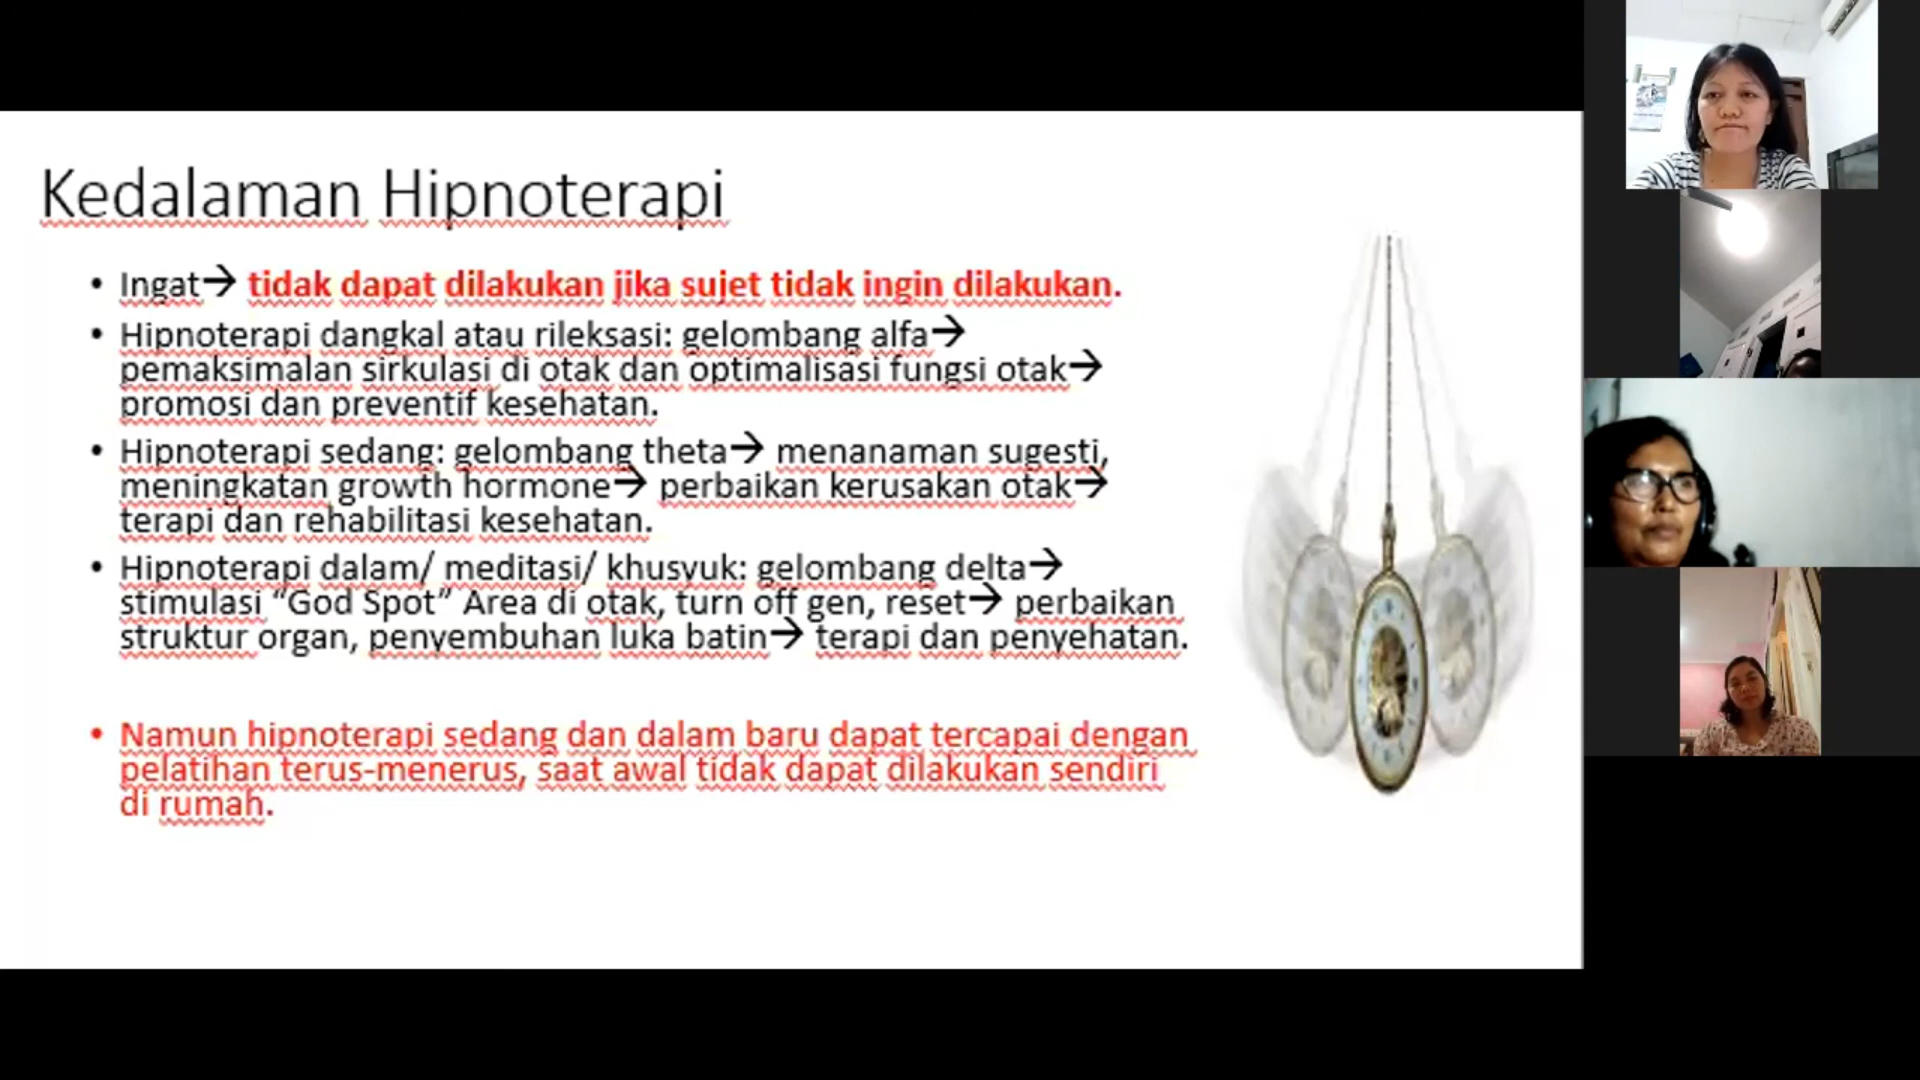 Kedalaman Hipnoterapi
• Ingat→ tidak dapat dilakukan jika sujet tidak ingin dilakukan.
• Hipnoterapi dangkal atau rileksasi: gelombang alfa→
pemaksimalan sirkulasi di otak dan optimalisasi fungsi otak→
promosi dan preventif kesehatan.
• Hipnoterapi sedang: gelombang theta→ menanaman sugesti,
meningkatan growth hormone→ perbaikan kerusakan otak→
terapi dan rehabilitasi kesehatan.
• Hipnoterapi dalam/ meditasi/ khusyuk: gelombang delta→
stimulasi “God Spot” Area di otak, turn off gen, reset→ perbaikan
struktur organ, penyembuhan luka batin→ terapi dan penyehatan.
• Namun hipnoterapi sedang dan dalam baru dapat tercapai dengan
pelatihan terus-menerus, saat awal tidak dapat dilakukan sendiri
di rumah.